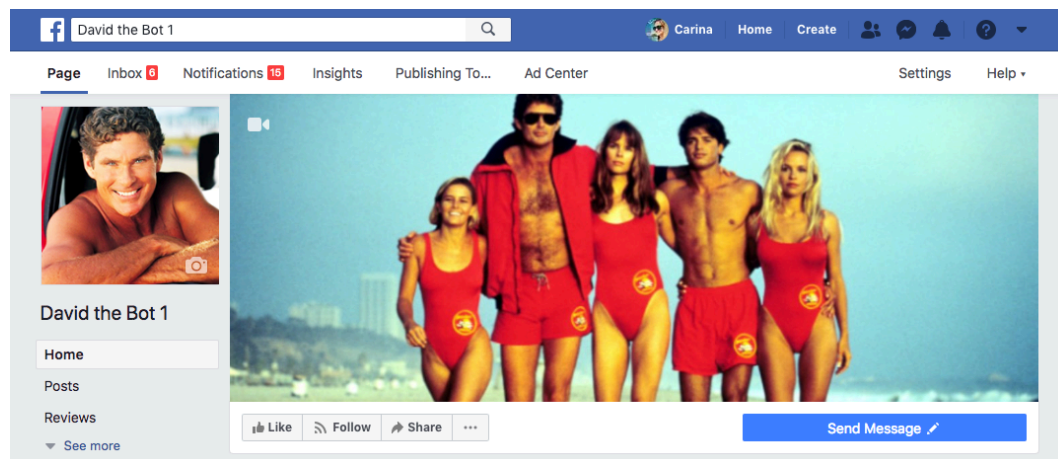 David the Bot 1
Carina Home Create
Page Inbox 6 Notifications 15 Insights Publishing To... Ad Center Settings Help
David the Bot 1
Home
Posts
Reviews
See more
Like Follow Share ...
Send Message